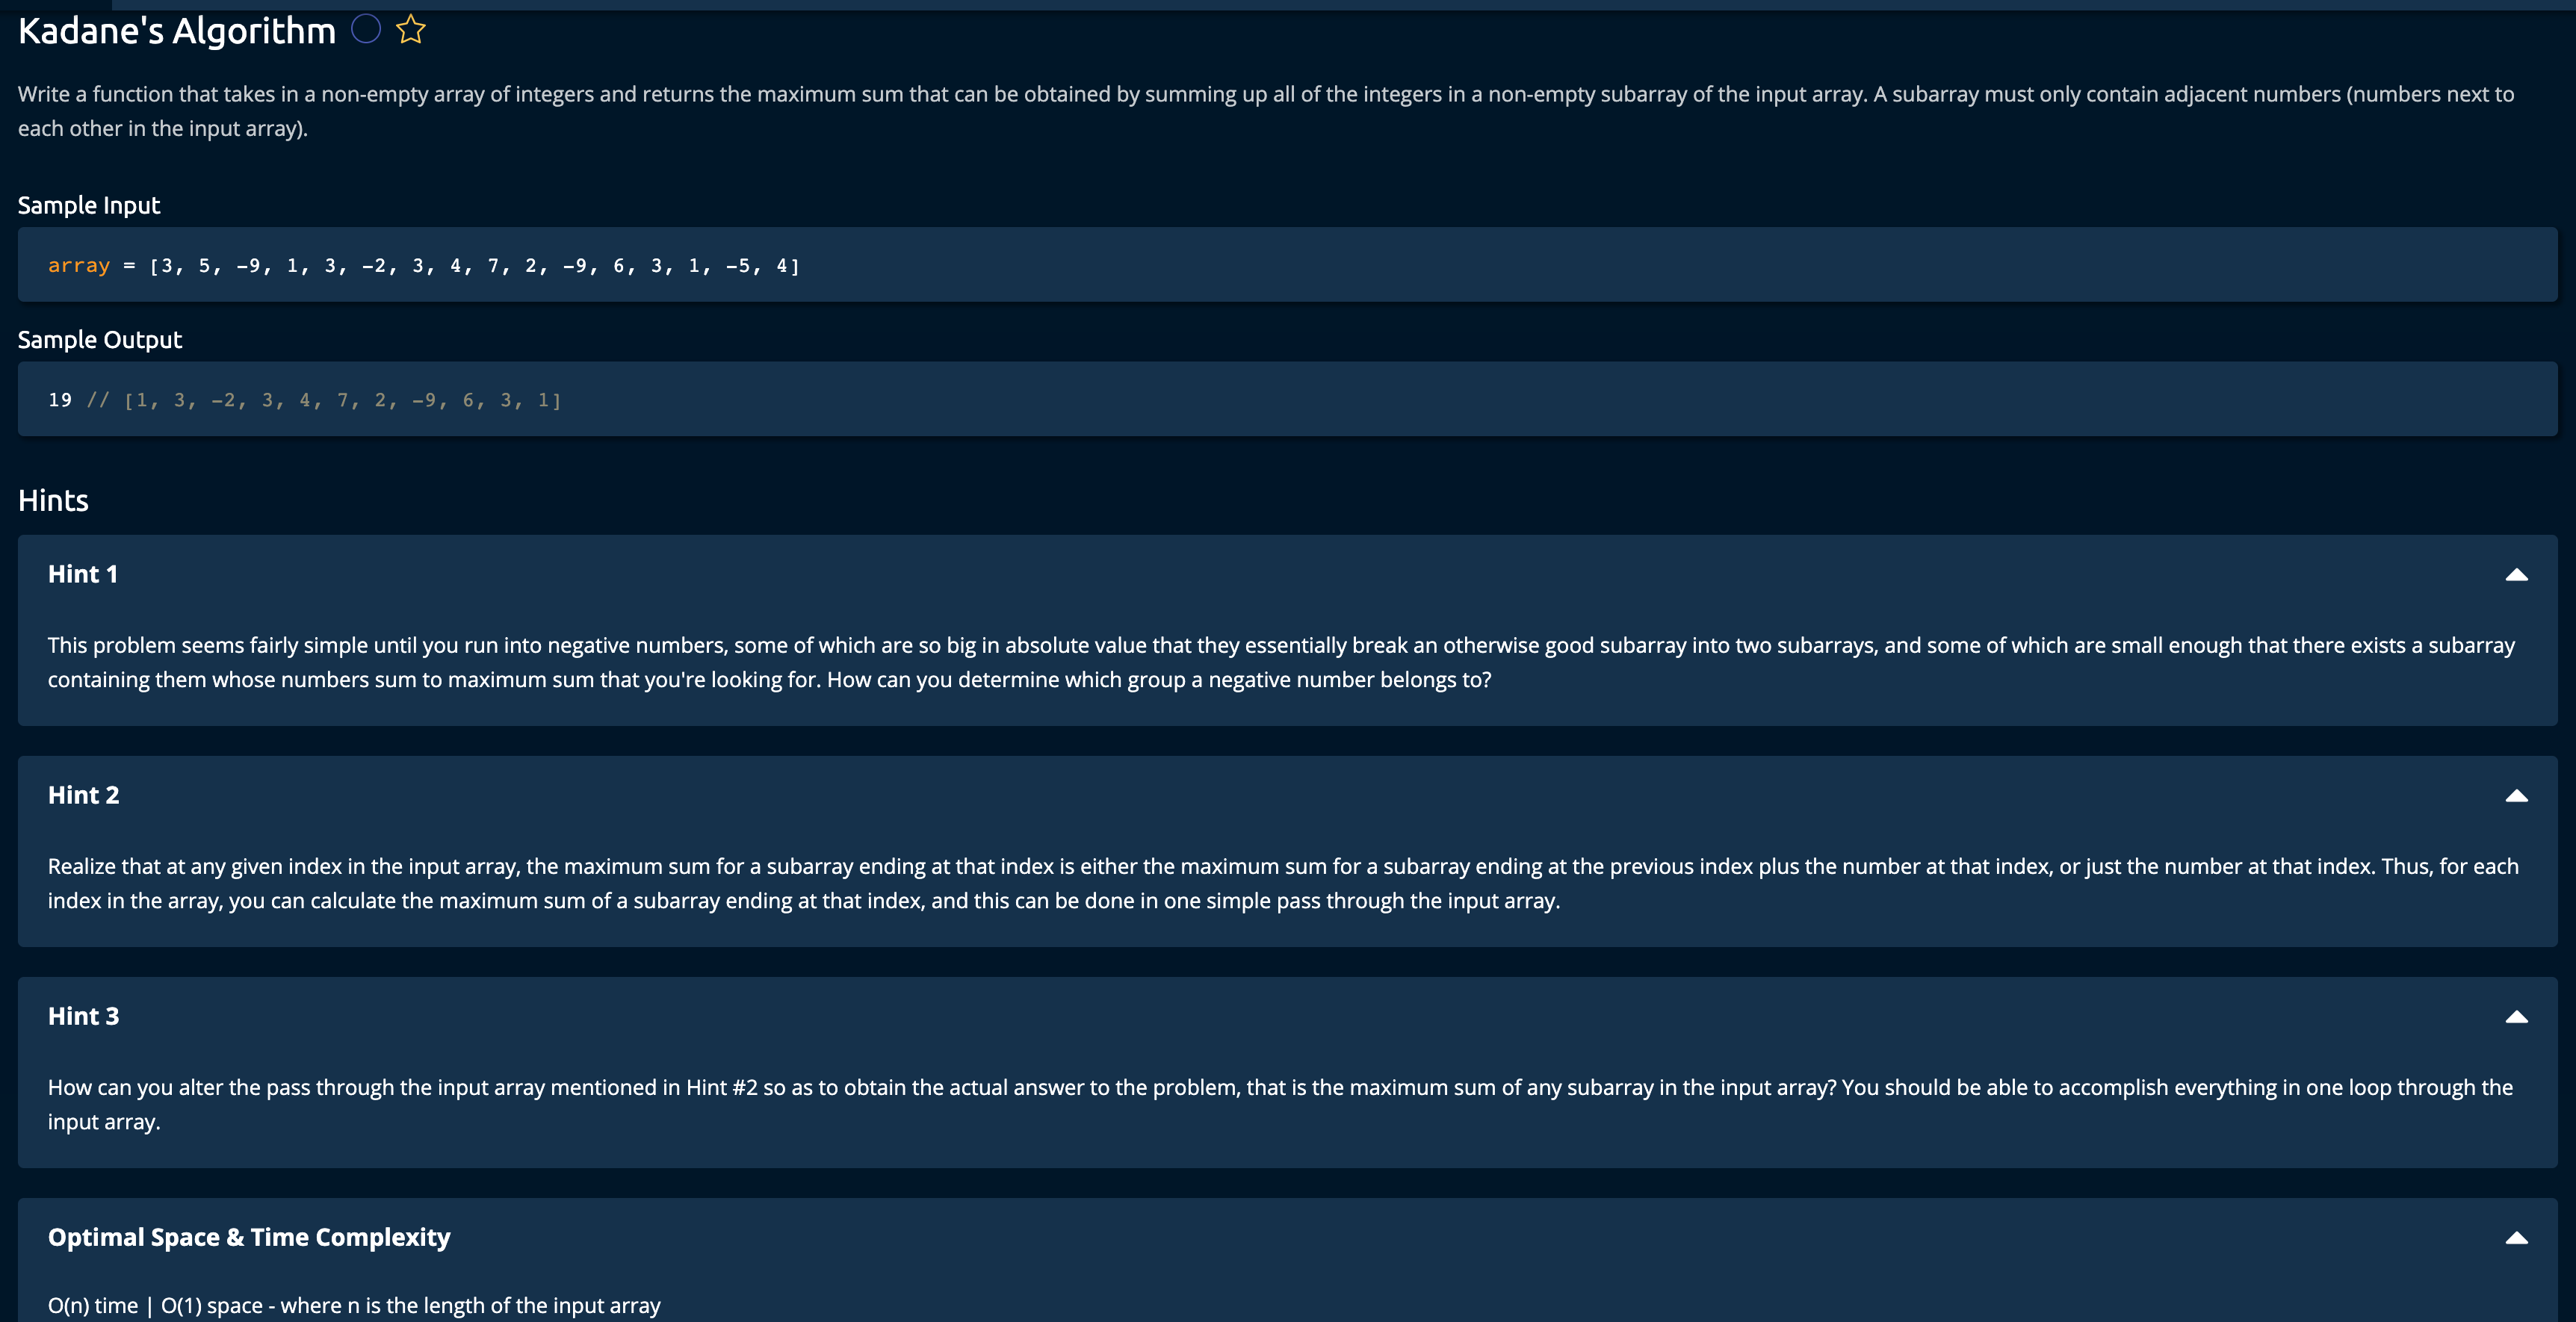 Kadane's Algorithm
Write a function that takes in a non-empty array of integers and returns the maximum sum that can be obtained by summing up all of the integers in a non-empty subarray of the input array. A subarray must only contain adjacent numbers (numbers next to
each other in the input array).
Sample Input
array = [3, 5, -9, 1, 3, -2, 3, 4, 7, 2, -9, 6, 3, 1, -5, 4]
Sample Output
19 // [1, 3, -2, 3, 4, 7, 2, -9, 6, 3, 1]
Hints
Hint 1
This problem seems fairly simple until you run into negative numbers, some of which are so big in absolute value that they essentially break an otherwise good subarray into two subarrays, and some of which are small enough that there exists a subarray
containing them whose numbers sum to maximum sum that you're looking for. How can you determine which group a negative number belongs to?
Hint 2
Realize that at any given index in the input array, the maximum sum for a subarray ending at that index is either the maximum sum for a subarray ending at the previous index plus the number at that index, or just the number at that index. Thus, for each
index in the array, you can calculate the maximum sum of a subarray ending at that index, and this can be done in one simple pass through the input array.
Hint 3
How can you alter the pass through the input array mentioned in Hint #2 so as to obtain the actual answer to the problem, that is the maximum sum of any subarray in the input array? You should be able to accomplish everything in one loop through the
input array.
Optimal Space & Time Complexity
O(n) time | O(1) space - where n is the length of the input array